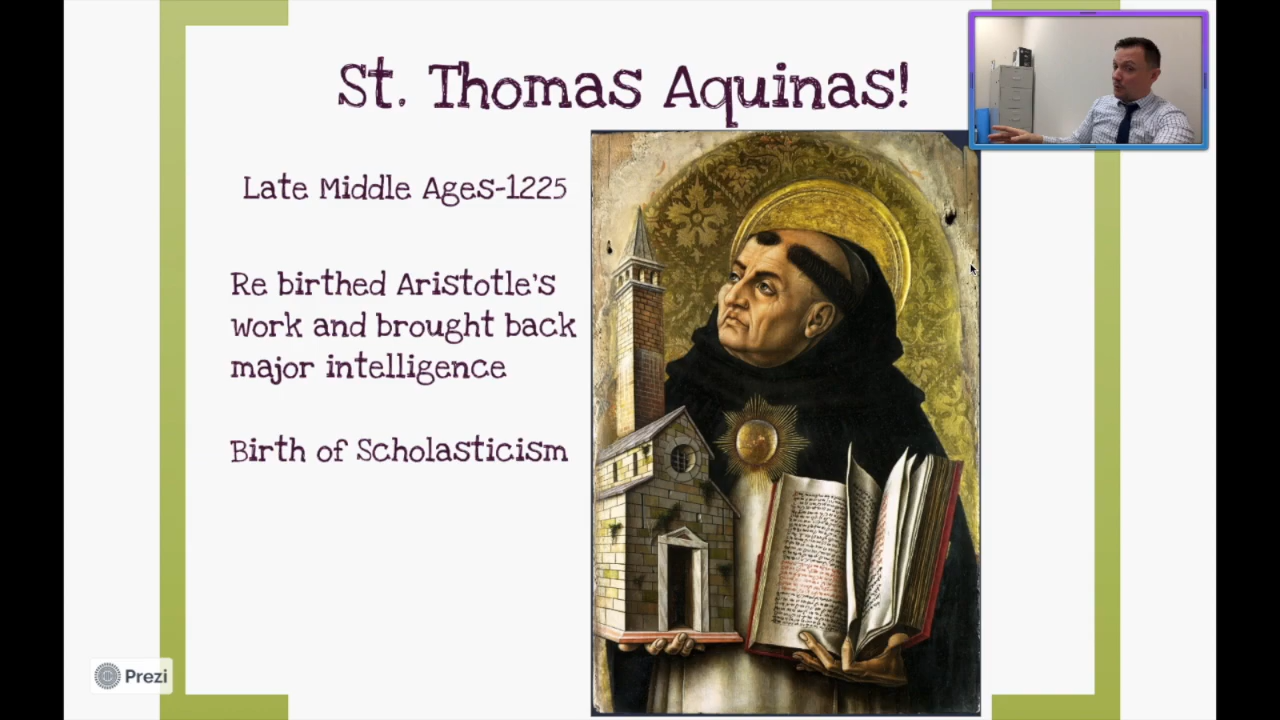 St. Thomas Aquinas!
Late Middle Ages-1225
Re birthed Aristotle's
work and brought back
major intelligence
Birth of Scholasticism
Prezi